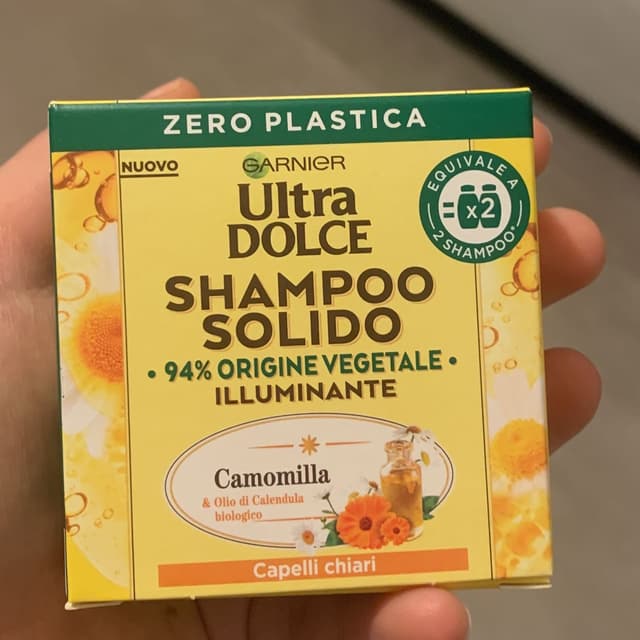 ZERO PLASTICA
NUOVO
GARNIER
Ultra
DOLCE
EQUIVALE A
= x2
2 SHAMPOO*
SHAMPOO
SOLIDO
• 94% ORIGINE VEGETALE •
ILLUMINANTE
Camomilla
& Olio di Calendula
biologico
Capelli chiari